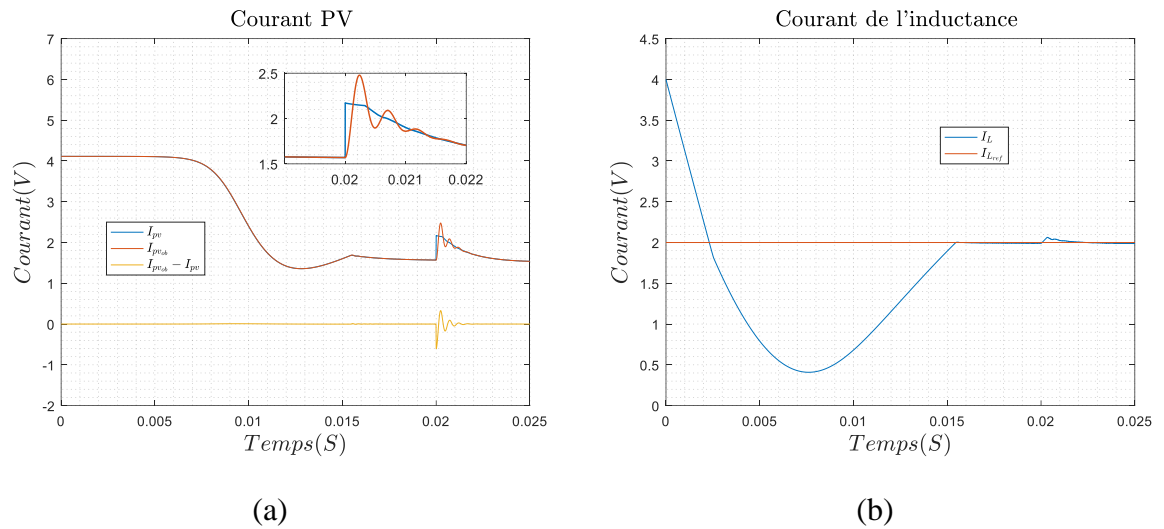 Courant PV
7
6
5
4
3
2
1
0
-1
-2
Courant(V)
2.5
2
1.5
0.02
0.021
0.022
I_pv
I_pv_ob
I_pv_ob - I_pv
0
0.005
0.01
0.015
0.02
0.025
Temps(S)
(a)
Courant de l'inductance
4.5
4
3.5
3
2.5
2
1.5
1
0.5
0
Courant(V)
I_L
I_L_ref
0
0.005
0.01
0.015
0.02
0.025
Temps(S)
(b)